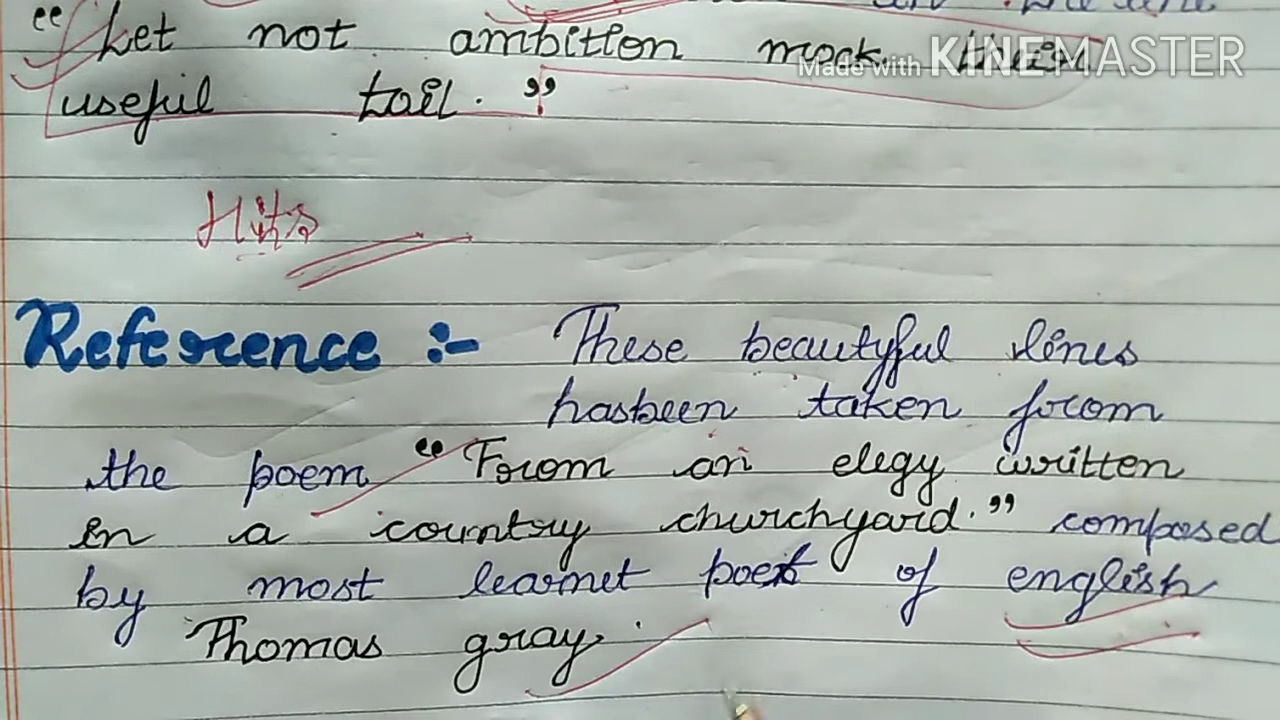 "Let not ambition mock their
Made with KINEMASTER
useful toil."
Reference :- These beautyful lines
hasbeen taken from
the poem "From an elegy written
in a country churchyard." composed
by most learnet poet of english
Thomas gray.